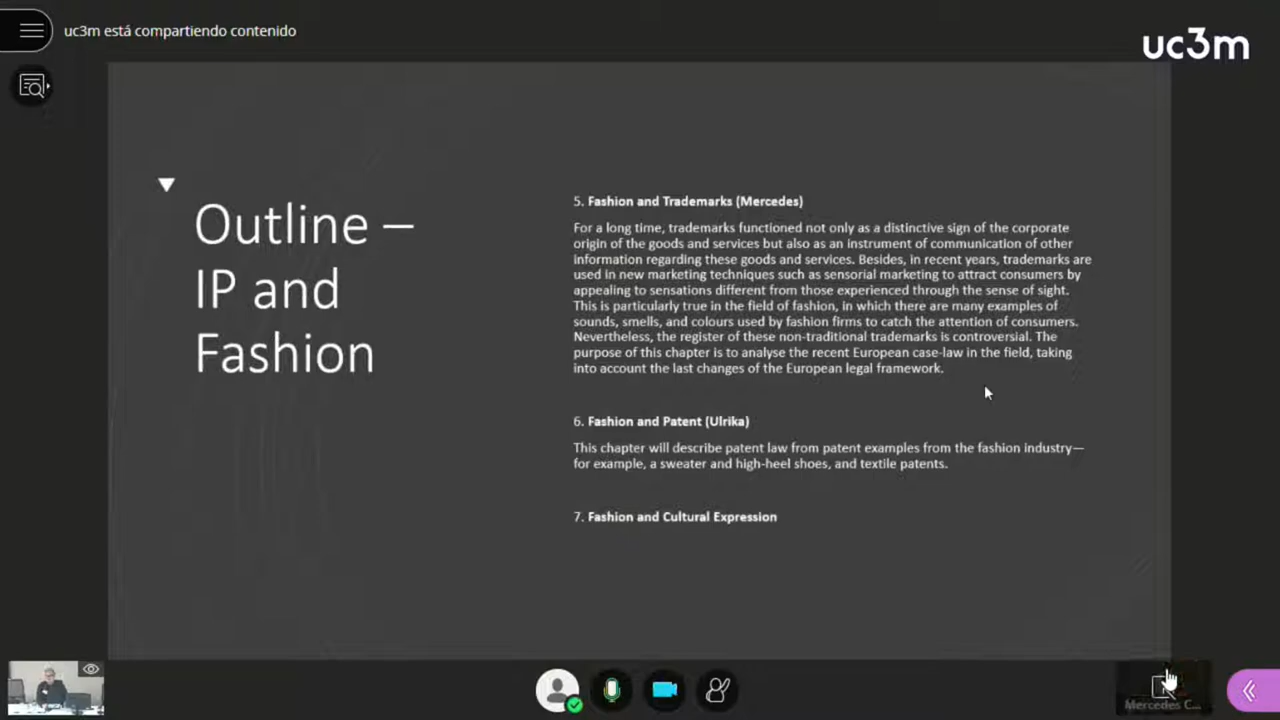 uc3m está compartiendo contenido
uc3m
Outline –
IP and
Fashion
5. Fashion and Trademarks (Mercedes)
For a long time, trademarks functioned not only as a distinctive sign of the corporate
origin of the goods and services but also as an instrument of communication of other
information regarding these goods and services. Besides, in recent years, trademarks are
used in new marketing techniques such as sensorial marketing to attract consumers by
appealing to sensations different from those experienced through the sense of sight.
This is particularly true in the field of fashion, in which there are many examples of
sounds, smells, and colours used by fashion firms to catch the attention of consumers.
Nevertheless, the register of these non-traditional trademarks is controversial. The
purpose of this chapter is to analyse the recent European case-law in the field, taking
into account the last changes of the European legal framework.
6. Fashion and Patent (Ulrika)
This chapter will describe patent law from patent examples from the fashion industry—
for example, a sweater and high-heel shoes, and textile patents.
7. Fashion and Cultural Expression
Mercedes C...